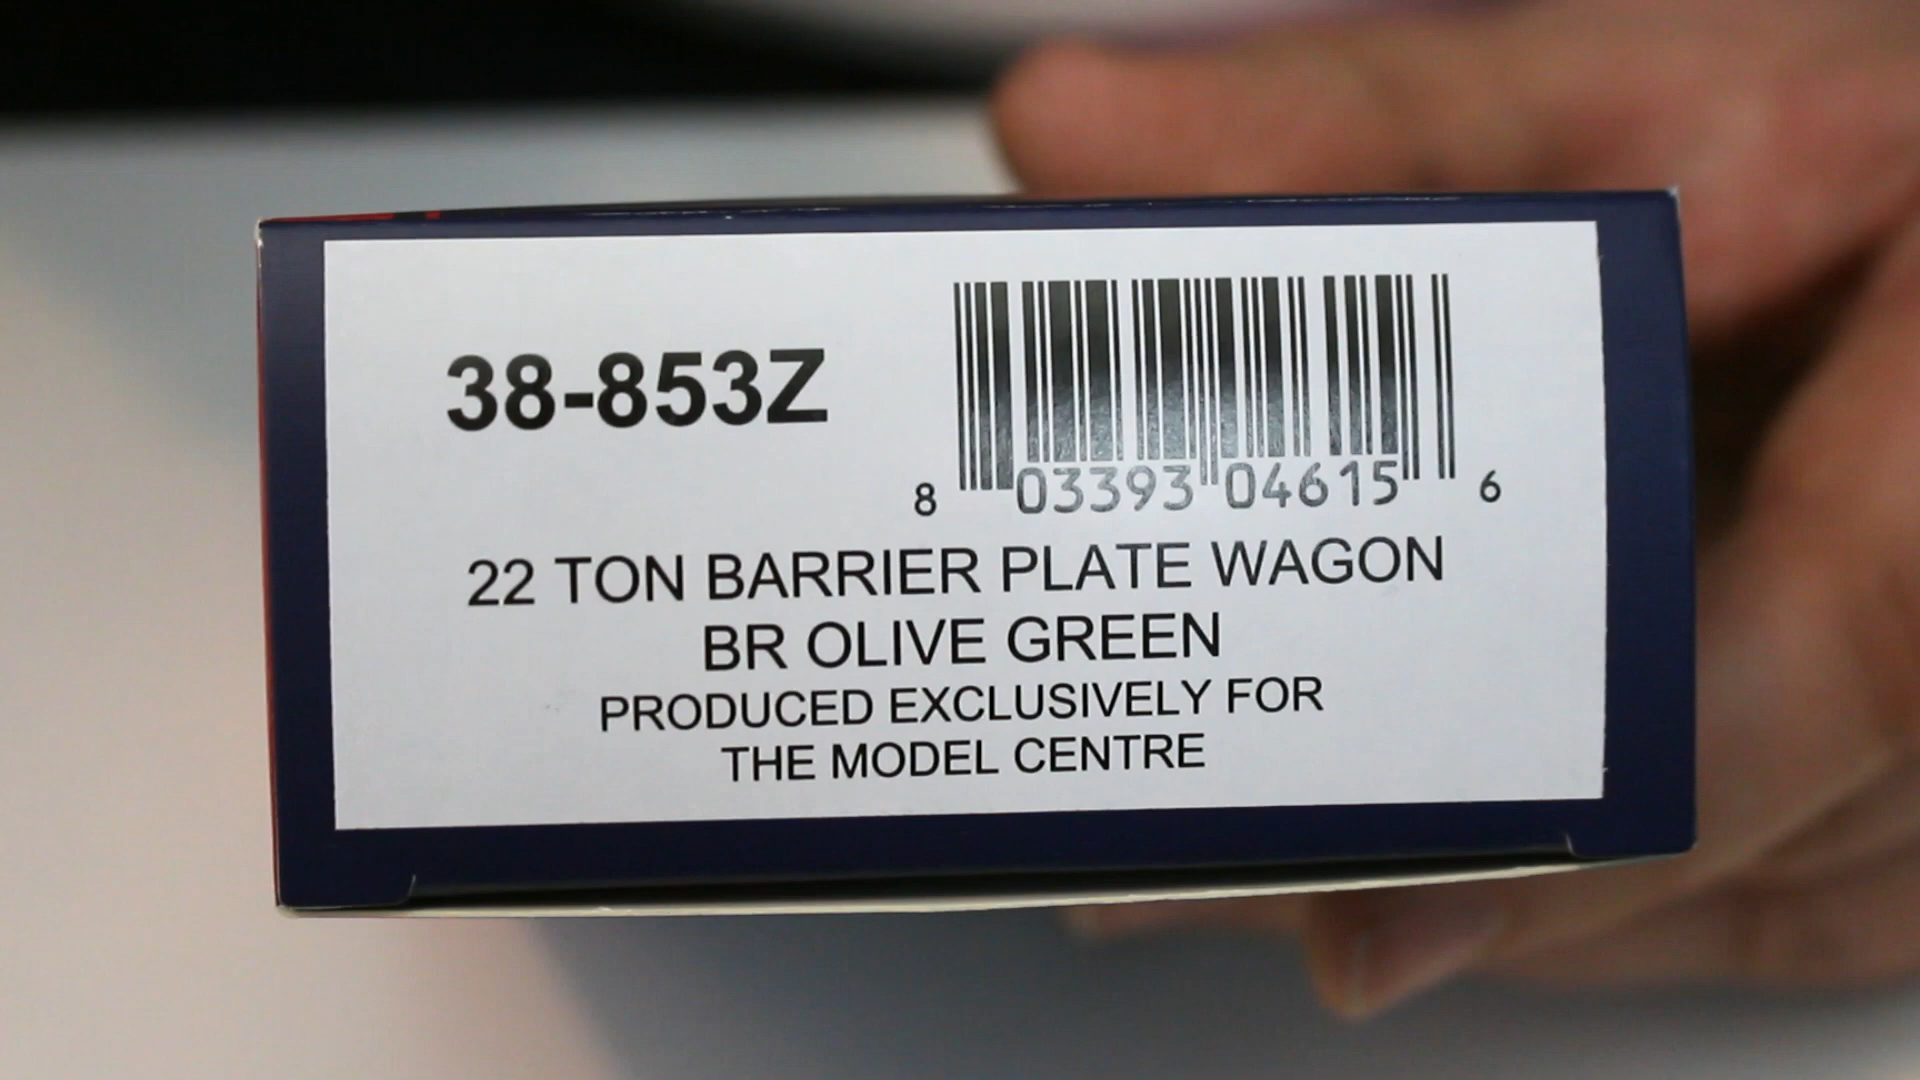 38-853Z
8 03393 04615 6
22 TON BARRIER PLATE WAGON
BR OLIVE GREEN
PRODUCED EXCLUSIVELY FOR
THE MODEL CENTRE